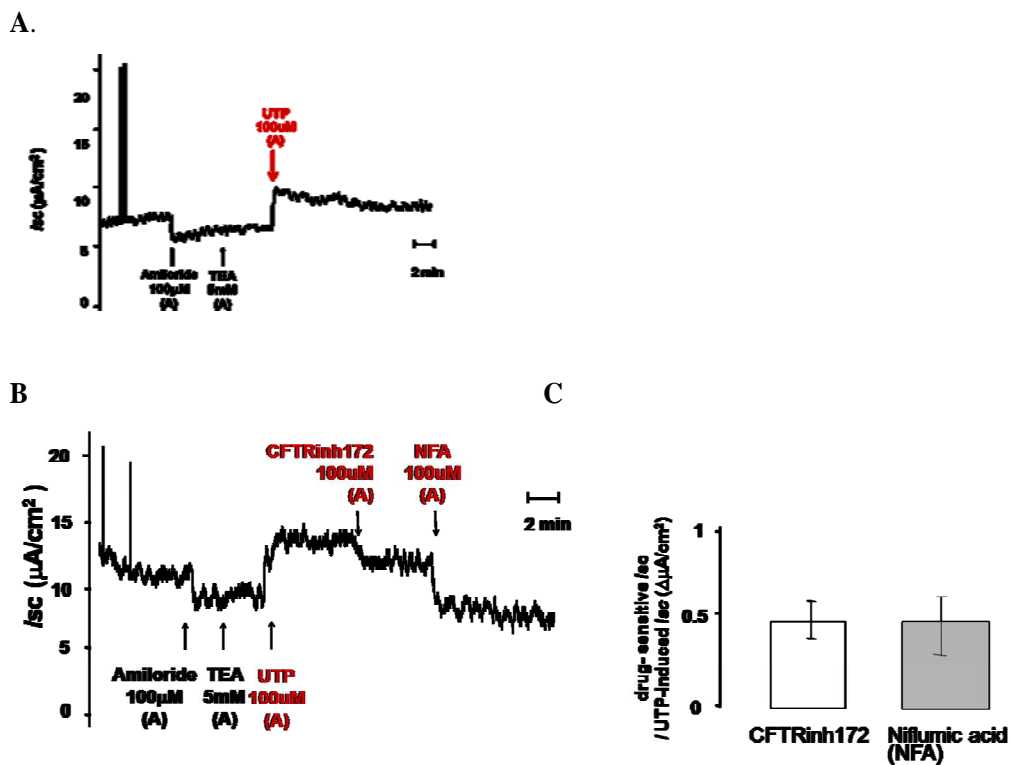 A.
20
15
10
5
0
Isc (µA/cm²)
UTP
100uM
(A)
Amiloride
100µM
(A)
TEA
5mM
(A)
2min
B
20
15
10
5
0
Isc (µA/cm²)
CFTRinh172
100uM
(A)
NFA
100uM
(A)
2 min
Amiloride
100µM
(A)
TEA
5mM
(A)
UTP
100uM
(A)
C
drug-sensitive Isc
/ UTP-induced Isc (ΔµA/cm²)
1
0.5
0
CFTRinh172
Niflumic acid
(NFA)